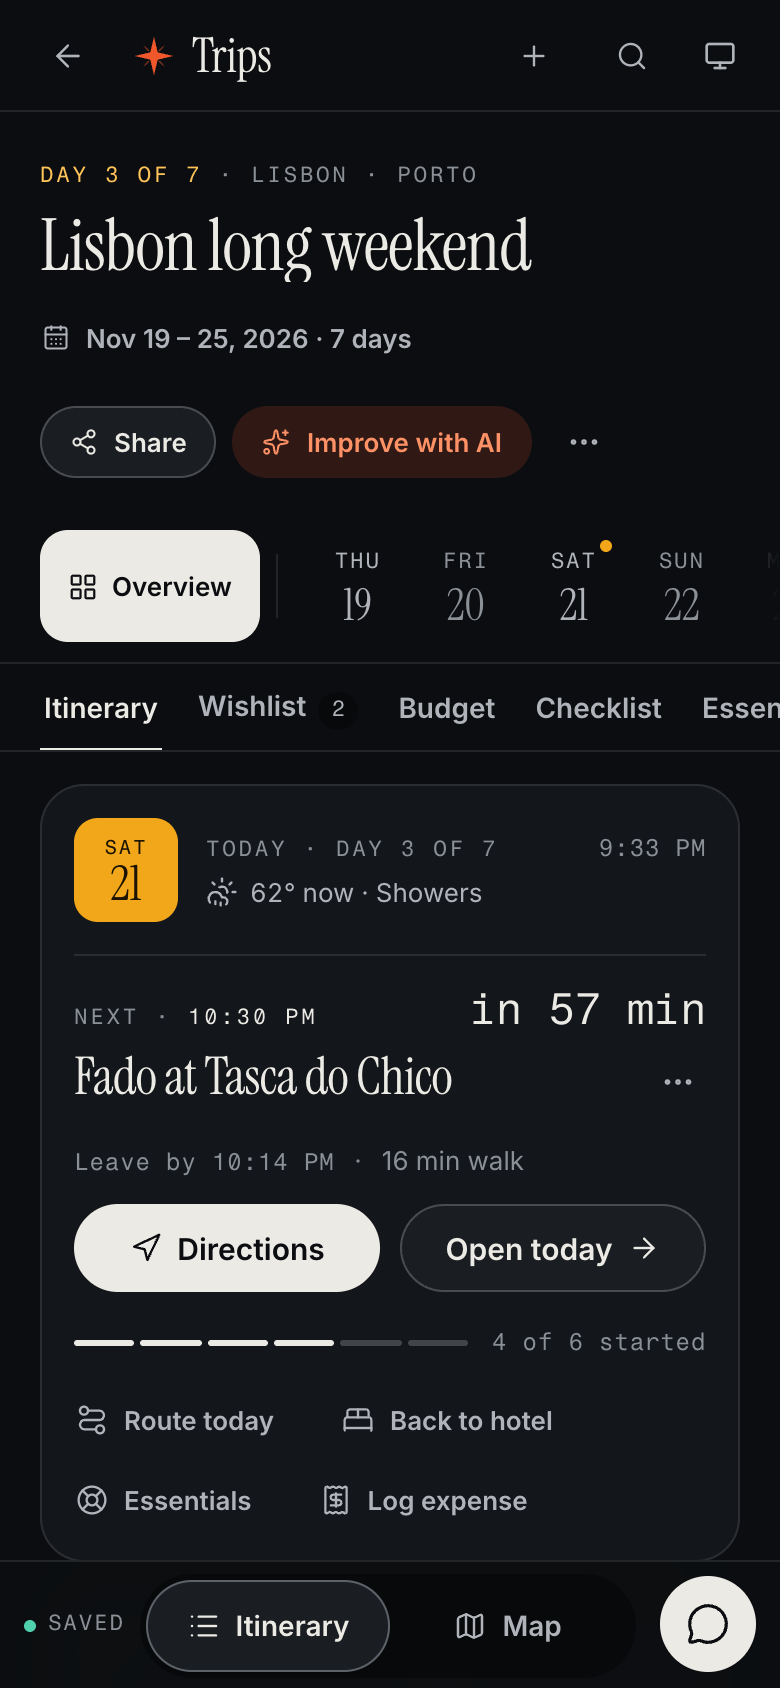 Trips
DAY 3 OF 7 · LISBON · PORTO
Lisbon long weekend
Nov 19 – 25, 2026 · 7 days
Share
Improve with AI
Overview
THU
19
FRI
20
SAT
21
SUN
22
Itinerary
Wishlist 2
Budget
Checklist
Essen
SAT
21
TODAY · DAY 3 OF 7
9:33 PM
62° now · Showers
NEXT · 10:30 PM
in 57 min
Fado at Tasca do Chico
Leave by 10:14 PM · 16 min walk
Directions
Open today
4 of 6 started
Route today
Back to hotel
Essentials
Log expense
SAVED
Itinerary
Map